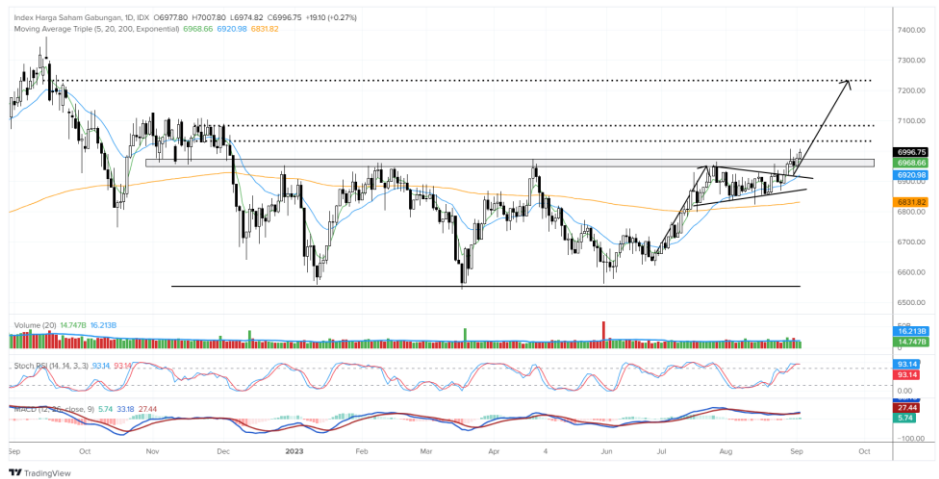 Index Harga Saham Gabungan, 1D, IDX O6977.80 H7007.80 L6974.82 C6996.75 +19.10 (+0.27%)
Moving Average Triple (5, 20, 200, Exponential) 6968.66 6920.98 6831.82
7400.00
7300.00
7200.00
7100.00
6996.75
6968.66
6920.98
6900.00
6831.82
6800.00
6700.00
6600.00
6500.00
Volume (20) 14.747B 16.213B
16.213B
14.747B
Stoch RSI (14, 14, 3, 3) 93.14 93.14
93.14
93.14
0.00
MACD (12, 26, close, 9) 5.74 33.18 27.44
27.44
5.74
-100.00
Sep Oct Nov Dec 2023 Feb Mar Apr 4 Jun Jul Aug Sep Oct
TradingView